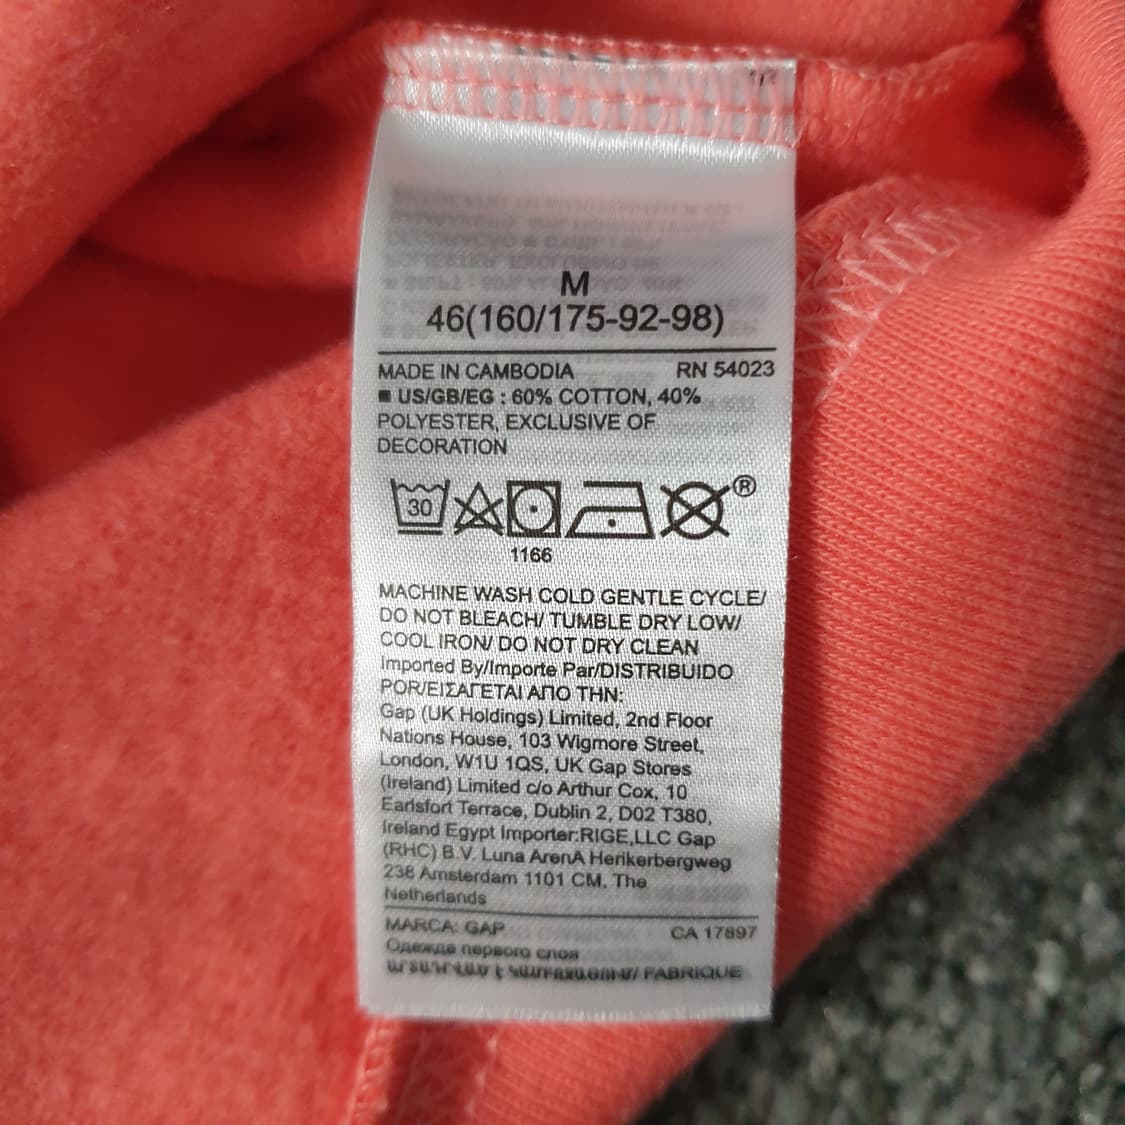 M
46(160/175-92-98)
MADE IN CAMBODIA RN 54023
■ US/GB/EG : 60% COTTON, 40%
POLYESTER, EXCLUSIVE OF
DECORATION
30
®
1166
MACHINE WASH COLD GENTLE CYCLE/
DO NOT BLEACH/ TUMBLE DRY LOW/
COOL IRON/ DO NOT DRY CLEAN
Imported By/Importe Par/DISTRIBUIDO
POR/ΕΙΣΑΓΕΤΑΙ ΑΠΟ ΤΗΝ:
Gap (UK Holdings) Limited, 2nd Floor
Nations House, 103 Wigmore Street,
London, W1U 1QS, UK Gap Stores
(Ireland) Limited c/o Arthur Cox, 10
Earlsfort Terrace, Dublin 2, D02 T380,
Ireland Egypt Importer:RIGE,LLC Gap
(RHC) B.V. Luna ArenA Herikerbergweg
238 Amsterdam 1101 CM, The
Netherlands
MARCA: GAP CA 17897
Одежда первого слоя
FABRIQUE